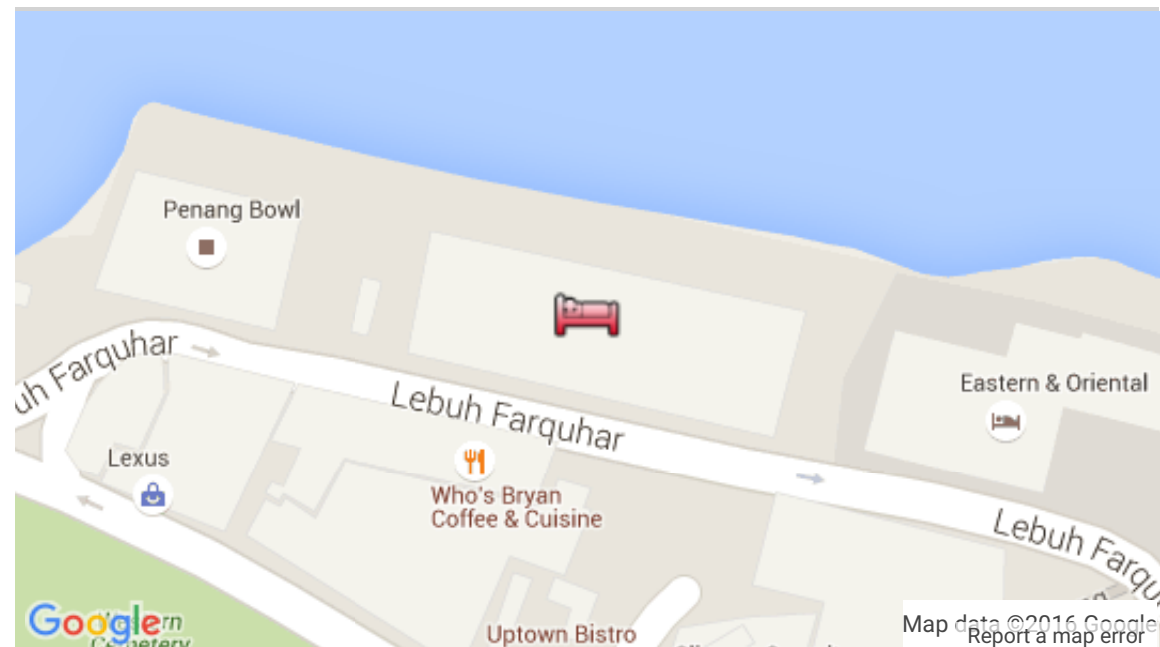 Penang Bowl
uh Farquhar
Eastern & Oriental
Lebuh Farquhar
Lexus
Who's Bryan
Coffee & Cuisine
Lebuh Farqu
Google
Uptown Bistro
Map data ©2016 Google
Report a map error